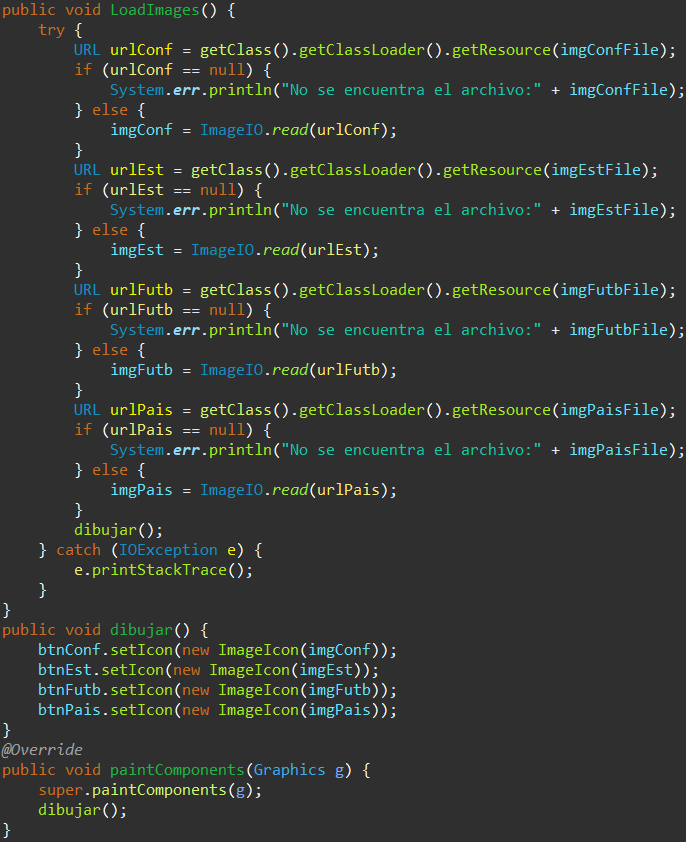 public void LoadImages() {
    try {
        URL urlConf = getClass().getClassLoader().getResource(imgConfFile);
        if (urlConf == null) {
            System.err.println("No se encuentra el archivo:" + imgConfFile);
        } else {
            imgConf = ImageIO.read(urlConf);
        }
        URL urlEst = getClass().getClassLoader().getResource(imgEstFile);
        if (urlEst == null) {
            System.err.println("No se encuentra el archivo:" + imgEstFile);
        } else {
            imgEst = ImageIO.read(urlEst);
        }
        URL urlFutb = getClass().getClassLoader().getResource(imgFutbFile);
        if (urlFutb == null) {
            System.err.println("No se encuentra el archivo:" + imgFutbFile);
        } else {
            imgFutb = ImageIO.read(urlFutb);
        }
        URL urlPais = getClass().getClassLoader().getResource(imgPaisFile);
        if (urlPais == null) {
            System.err.println("No se encuentra el archivo:" + imgPaisFile);
        } else {
            imgPais = ImageIO.read(urlPais);
        }
        dibujar();
    } catch (IOException e) {
        e.printStackTrace();
    }
}
public void dibujar() {
    btnConf.setIcon(new ImageIcon(imgConf));
    btnEst.setIcon(new ImageIcon(imgEst));
    btnFutb.setIcon(new ImageIcon(imgFutb));
    btnPais.setIcon(new ImageIcon(imgPais));
}
@Override
public void paintComponents(Graphics g) {
    super.paintComponents(g);
    dibujar();
}